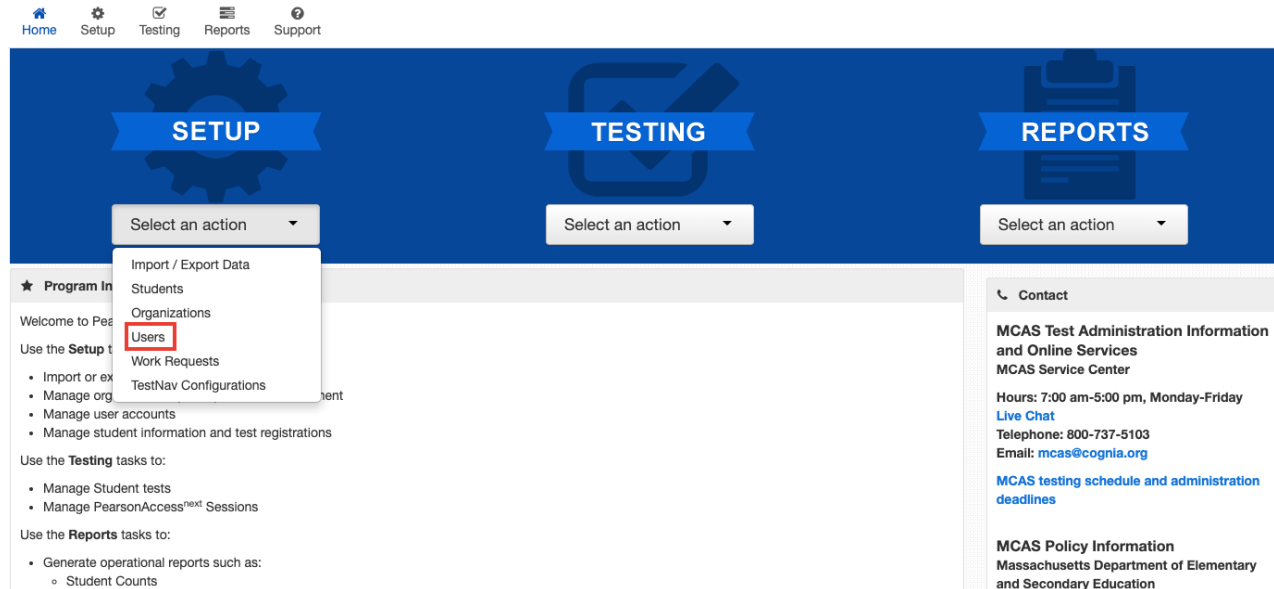 Home Setup Testing Reports Support
SETUP
TESTING
REPORTS
Select an action
Select an action
Select an action
Import / Export Data
Students
Organizations
Users
Work Requests
TestNav Configurations
Program In
Welcome to Pea
Use the Setup t
• Import or ex
• Manage org ent
• Manage user accounts
• Manage student information and test registrations
Use the Testing tasks to:
• Manage Student tests
• Manage PearsonAccessnext Sessions
Use the Reports tasks to:
• Generate operational reports such as:
Student Counts
Contact
MCAS Test Administration Information
and Online Services
MCAS Service Center
Hours: 7:00 am-5:00 pm, Monday-Friday
Live Chat
Telephone: 800-737-5103
Email: mcas@cognia.org
MCAS testing schedule and administration
deadlines
MCAS Policy Information
Massachusetts Department of Elementary
and Secondary Education